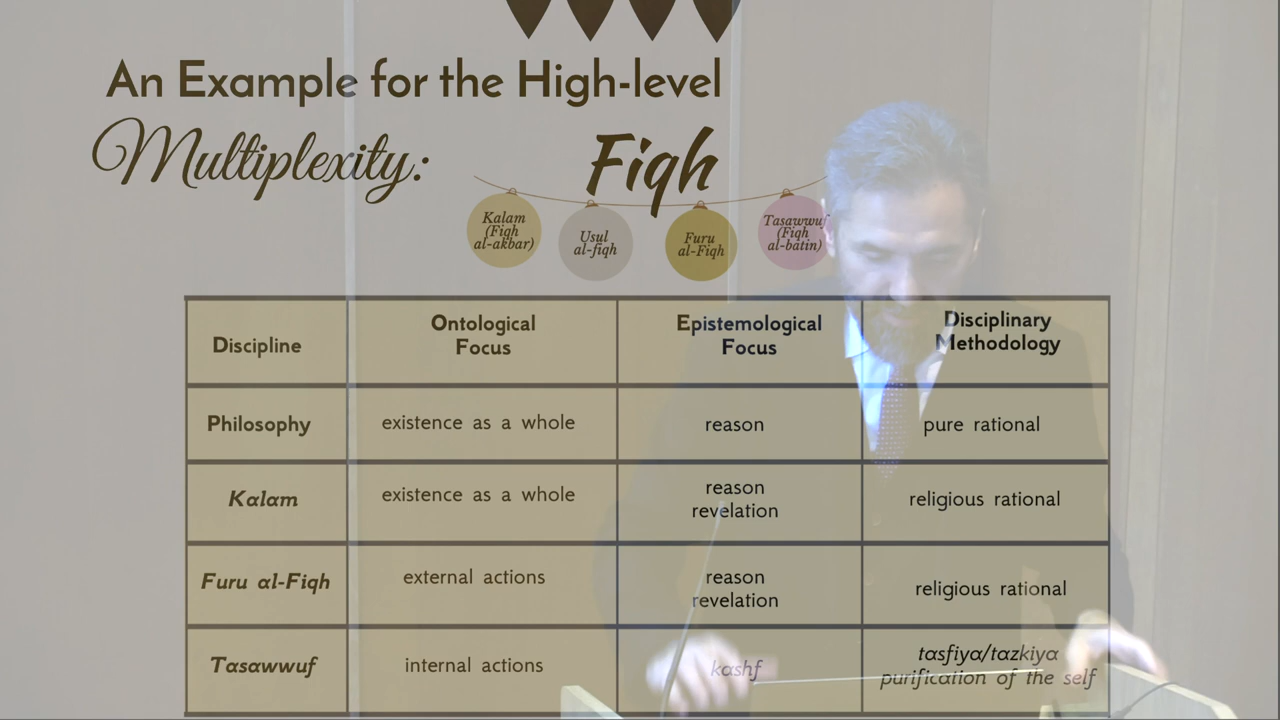 An Example for the High-level
Multiplexity: Fiqh
Kalam
(Fiqh
al-akbar)
Usul
al-fiqh
Furu
al-Fiqh
Tasawwuf
(Fiqh
al-batin)
Discipline
Ontological
Focus
Epistemological
Focus
Disciplinary
Methodology
Philosophy
existence as a whole
reason
pure rational
Kalam
existence as a whole
reason
revelation
religious rational
Furu al-Fiqh
external actions
reason
revelation
religious rational
Tasawwuf
internal actions
kashf
tasfiya/tazkiya
purification of the self